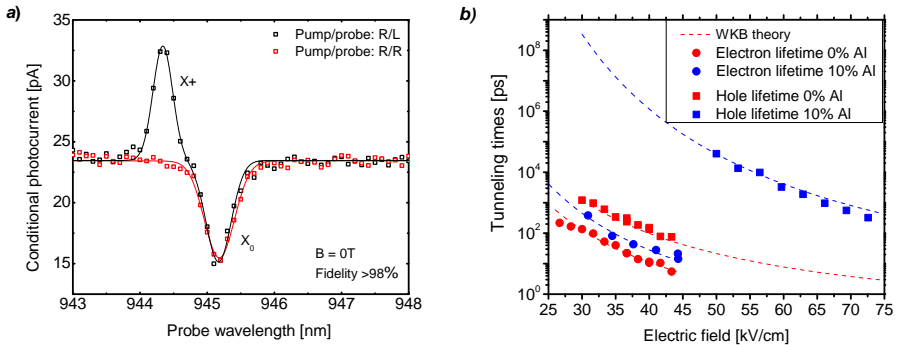 a)
Conditional photocurrent [pA]
35
30
25
20
15
Pump/probe: R/L
Pump/probe: R/R
X+
X0
B = 0T
Fidelity >98%
943 944 945 946 947 948
Probe wavelength [nm]
b)
Tunneling times [ps]
10^8
10^6
10^4
10^2
10^0
WKB theory
Electron lifetime 0% Al
Electron lifetime 10% Al
Hole lifetime 0% Al
Hole lifetime 10% Al
25 30 35 40 45 50 55 60 65 70 75
Electric field [kV/cm]